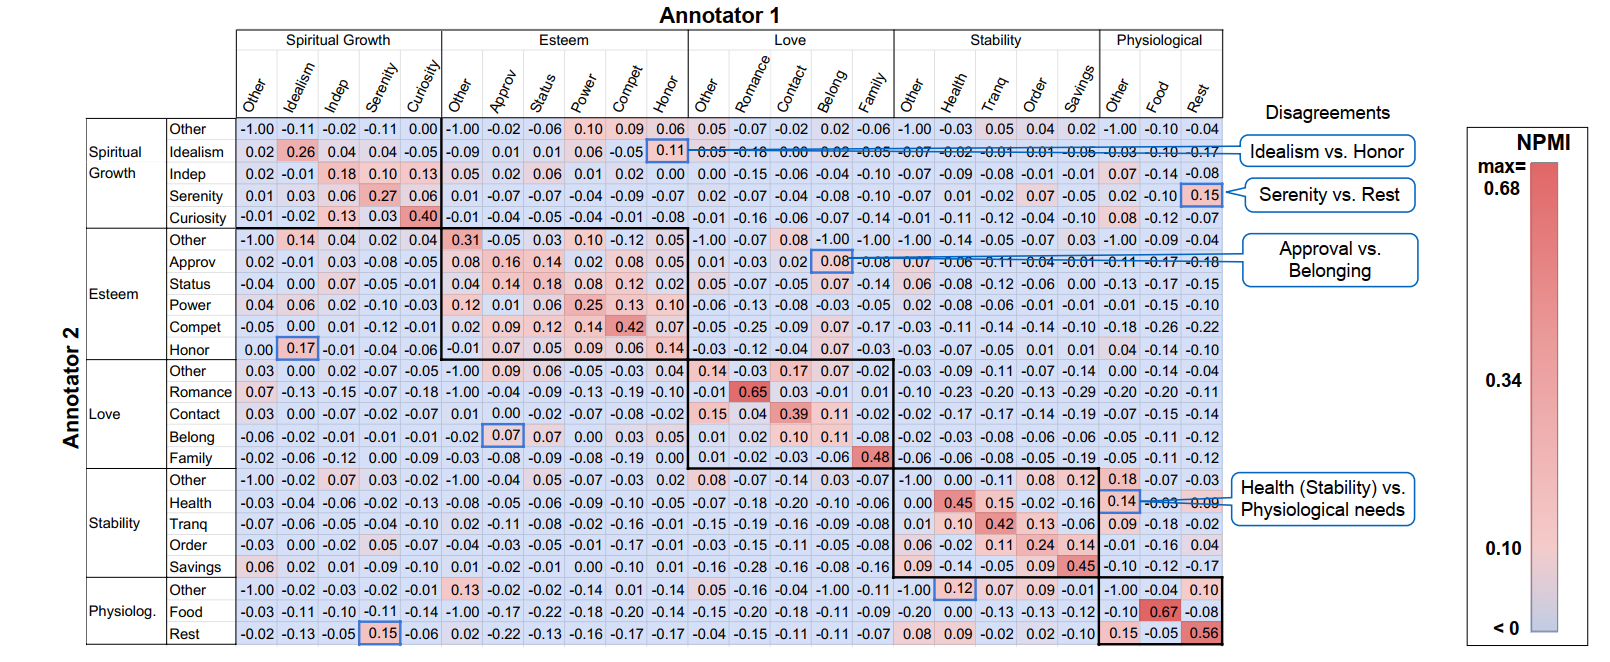 Annotator 1
Spiritual Growth Esteem Love Stability Physiological
Other Idealism Indep Serenity Curiosity Other Approv Status Power Compet Honor Other Romance Contact Belong Family Other Health Tranq Order Savings Other Food Rest
Annotator 2
Spiritual Growth
Other -1.00 -0.11 -0.02 -0.11 0.00 -1.00 -0.02 -0.06 0.10 0.09 0.06 0.05 -0.07 -0.02 0.02 -0.06 -1.00 -0.03 0.05 0.04 0.02 -1.00 -0.10 -0.04
Idealism 0.02 0.26 0.04 0.04 -0.05 -0.09 0.01 0.01 0.06 -0.05 0.11 0.05 -0.18 0.00 0.02 -0.05 -0.07 -0.02 -0.01 0.01 -0.05 -0.03 -0.10 -0.17
Indep 0.02 -0.01 0.18 0.10 0.13 0.05 0.02 0.06 0.01 0.02 0.00 0.00 -0.15 -0.06 -0.01 -0.05 -0.07 -0.09 -0.08 -0.01 -0.01 0.07 -0.14 -0.08
Serenity 0.01 0.03 0.06 0.27 0.06 0.01 -0.07 -0.07 -0.04 -0.09 -0.07 0.02 -0.07 -0.04 -0.08 -0.10 -0.07 0.01 -0.02 0.07 -0.05 0.02 -0.10 0.15
Curiosity -0.01 -0.02 0.13 0.03 0.40 -0.01 -0.04 -0.05 -0.04 -0.01 -0.08 -0.01 -0.16 -0.06 -0.07 -0.14 -0.01 -0.11 -0.12 -0.04 -0.10 0.08 -0.12 -0.07
Esteem
Other -1.00 0.14 0.04 0.02 0.04 0.31 -0.05 0.03 0.10 -0.12 0.05 -1.00 -0.07 0.08 -1.00 -1.00 -1.00 -0.14 -0.05 -0.07 0.03 -1.00 -0.09 -0.04
Approv 0.02 -0.01 0.03 -0.08 -0.05 0.08 0.16 0.14 0.02 0.08 0.05 0.01 -0.03 0.02 0.08 -0.08 0.07 -0.06 -0.11 -0.04 -0.01 -0.11 -0.17 -0.18
Status -0.04 0.00 0.07 -0.05 -0.01 0.04 0.14 0.18 0.08 0.12 0.02 0.05 -0.07 -0.05 0.07 -0.14 0.06 -0.08 -0.12 -0.06 0.00 -0.13 -0.17 -0.15
Power 0.04 0.06 0.02 -0.10 -0.03 0.12 0.01 0.06 0.25 0.13 0.10 -0.06 -0.13 -0.08 -0.03 -0.05 0.02 -0.08 -0.06 -0.01 -0.01 -0.01 -0.15 -0.10
Compet -0.05 0.00 0.01 -0.12 -0.01 0.02 0.09 0.12 0.14 0.42 0.07 -0.05 -0.25 -0.09 0.07 -0.17 -0.03 -0.11 -0.14 -0.14 -0.10 -0.18 -0.26 -0.22
Honor 0.00 0.17 -0.01 -0.04 -0.06 -0.01 0.07 0.05 0.09 0.06 0.14 -0.03 -0.12 -0.04 0.07 -0.03 -0.03 -0.07 -0.05 0.01 0.01 0.04 -0.14 -0.10
Love
Other 0.03 0.00 0.02 -0.07 -0.05 -1.00 0.09 0.06 -0.05 -0.03 0.04 0.14 -0.03 0.17 0.07 -0.02 -0.03 -0.09 -0.11 -0.07 -0.14 0.00 -0.14 -0.04
Romance 0.07 -0.13 -0.15 -0.07 -0.18 -1.00 -0.04 -0.09 -0.13 -0.19 -0.10 -0.01 0.65 0.03 -0.01 0.01 -0.10 -0.23 -0.20 -0.13 -0.29 -0.20 -0.20 -0.11
Contact 0.03 0.00 -0.07 -0.02 -0.07 0.01 0.00 -0.02 -0.07 -0.08 -0.02 0.15 0.04 0.39 0.11 -0.02 -0.02 -0.17 -0.17 -0.14 -0.19 -0.07 -0.15 -0.14
Belong -0.06 -0.02 -0.01 -0.01 -0.01 -0.02 0.07 0.07 0.00 0.03 0.05 0.01 0.02 0.10 0.11 -0.08 -0.02 -0.03 -0.08 -0.06 -0.06 -0.05 -0.11 -0.12
Family -0.02 -0.06 -0.12 0.00 -0.09 -0.03 -0.08 -0.09 -0.08 -0.19 0.00 0.01 -0.02 -0.03 -0.06 0.48 -0.06 -0.06 -0.08 -0.05 -0.08 -0.05 -0.11 -0.12
Stability
Other -1.00 -0.02 0.07 0.03 -0.02 -1.00 -0.04 0.05 -0.07 -0.03 0.02 0.08 -0.07 -0.14 0.03 -0.07 -1.00 0.00 -0.11 0.08 0.12 0.18 -0.07 -0.03
Health -0.03 -0.04 -0.06 -0.02 -0.13 -0.08 -0.05 -0.06 -0.09 -0.10 -0.05 -0.07 -0.18 -0.20 -0.10 -0.06 0.00 0.45 0.15 -0.02 -0.16 0.14 -0.03 0.09
Tranq -0.07 -0.06 -0.05 -0.04 -0.10 0.02 -0.11 -0.08 -0.02 -0.16 -0.01 -0.15 -0.19 -0.16 -0.09 -0.08 0.01 0.10 0.42 0.13 -0.06 0.09 -0.18 -0.02
Order -0.03 0.00 -0.02 0.05 -0.07 -0.04 -0.03 -0.05 -0.01 -0.17 -0.01 -0.03 -0.15 -0.11 -0.05 -0.08 0.06 -0.02 0.11 0.24 0.14 -0.01 -0.16 0.04
Savings 0.06 0.02 0.01 -0.09 -0.10 0.01 -0.02 -0.01 0.00 -0.10 0.01 -0.16 -0.28 -0.16 -0.08 -0.16 0.09 -0.14 -0.05 0.09 0.45 -0.10 -0.12 -0.17
Physiolog.
Other -1.00 -0.02 -0.03 -0.02 -0.01 0.13 -0.02 -0.02 -0.14 0.01 -0.14 0.05 -0.16 -0.04 -1.00 -0.11 -1.00 0.12 0.07 0.09 -0.01 -1.00 -0.04 0.10
Food -0.03 -0.11 -0.10 -0.11 -0.14 -1.00 -0.17 -0.22 -0.18 -0.20 -0.14 -0.15 -0.20 -0.18 -0.11 -0.09 -0.20 0.00 -0.13 -0.13 -0.12 -0.10 0.67 -0.08
Rest -0.02 -0.13 -0.05 0.15 -0.06 0.02 -0.22 -0.13 -0.16 -0.17 -0.17 -0.04 -0.15 -0.11 -0.11 -0.07 0.08 0.09 -0.02 0.02 -0.10 0.15 -0.05 0.56
Disagreements
Idealism vs. Honor
Serenity vs. Rest
Approval vs.
Belonging
Health (Stability) vs.
Physiological needs
NPMI
max=
0.68
0.34
0.10
< 0